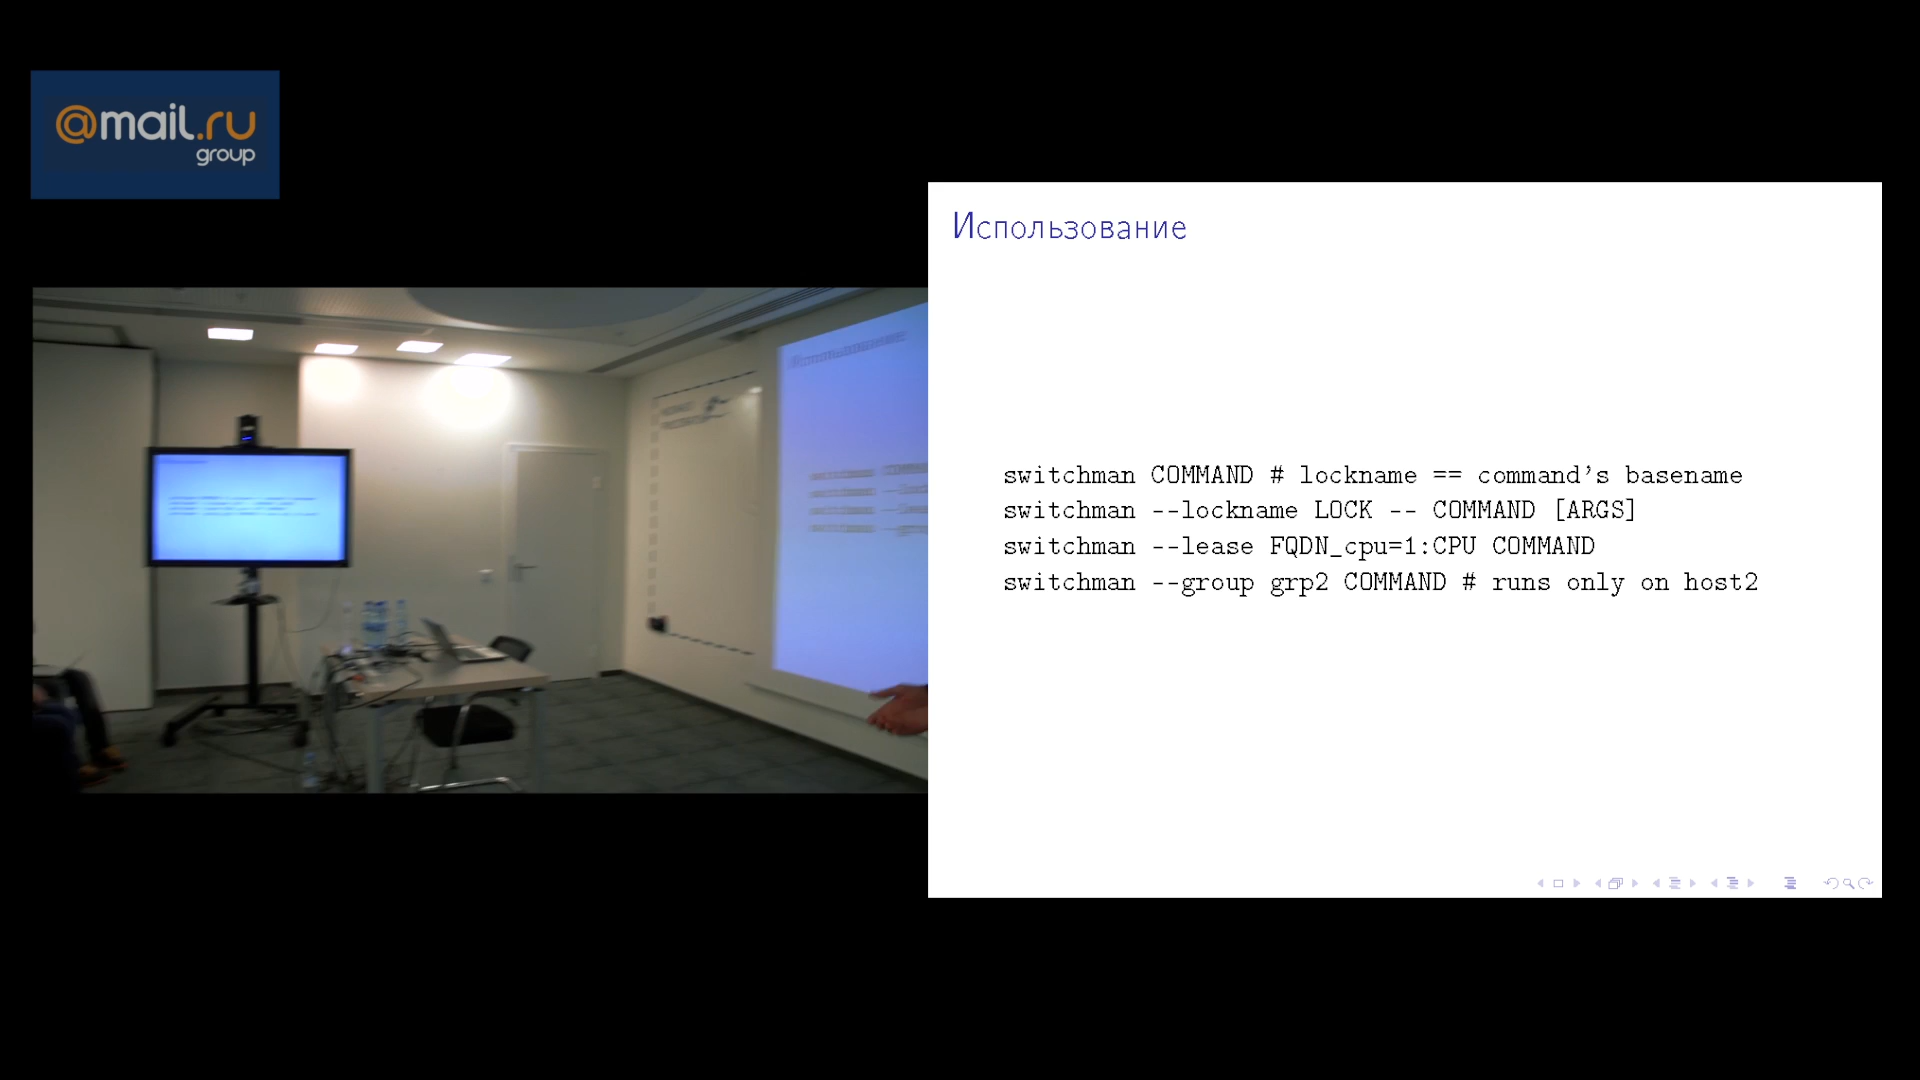 @mail.ru
group
Использование
switchman COMMAND # lockname == command's basename
switchman --lockname LOCK -- COMMAND [ARGS]
switchman --lease FQDN_cpu=1:CPU COMMAND
switchman --group grp2 COMMAND # runs only on host2